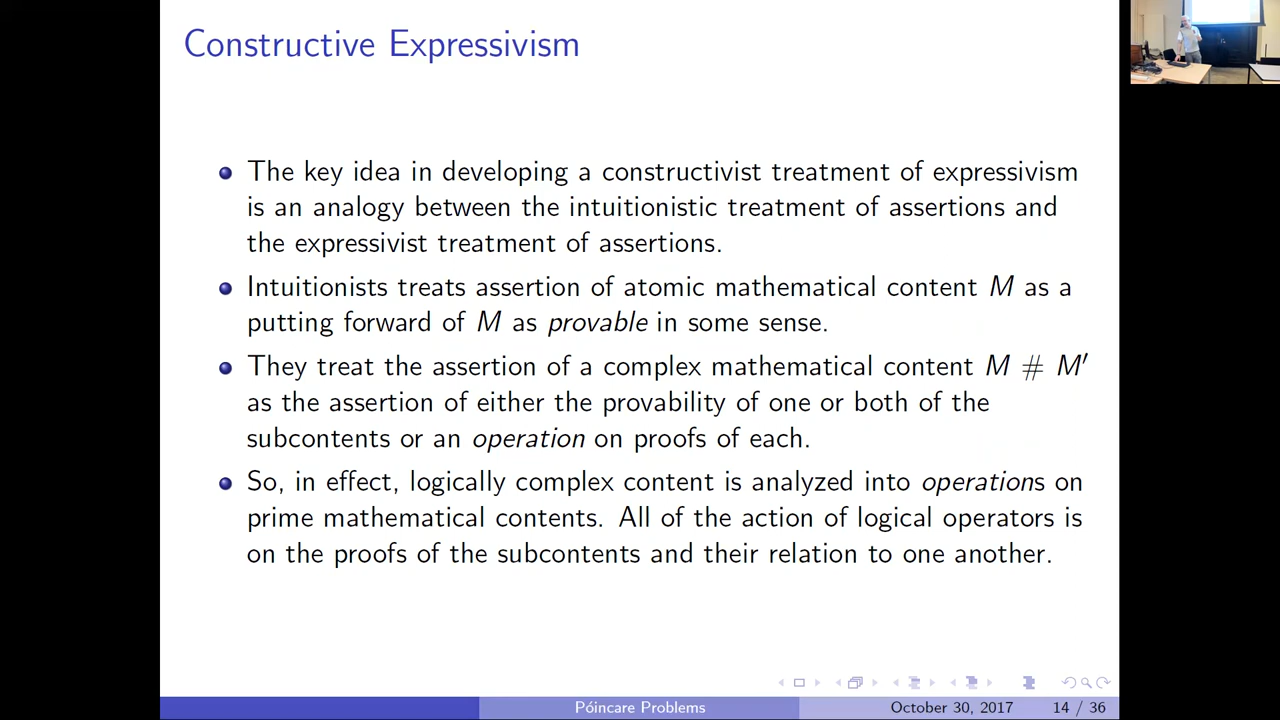 Constructive Expressivism
The key idea in developing a constructivist treatment of expressivism
is an analogy between the intuitionistic treatment of assertions and
the expressivist treatment of assertions.
Intuitionists treats assertion of atomic mathematical content M as a
putting forward of M as provable in some sense.
They treat the assertion of a complex mathematical content M # M′
as the assertion of either the provability of one or both of the
subcontents or an operation on proofs of each.
So, in effect, logically complex content is analyzed into operations on
prime mathematical contents. All of the action of logical operators is
on the proofs of the subcontents and their relation to one another.
Póincare Problems
October 30, 2017
14 / 36